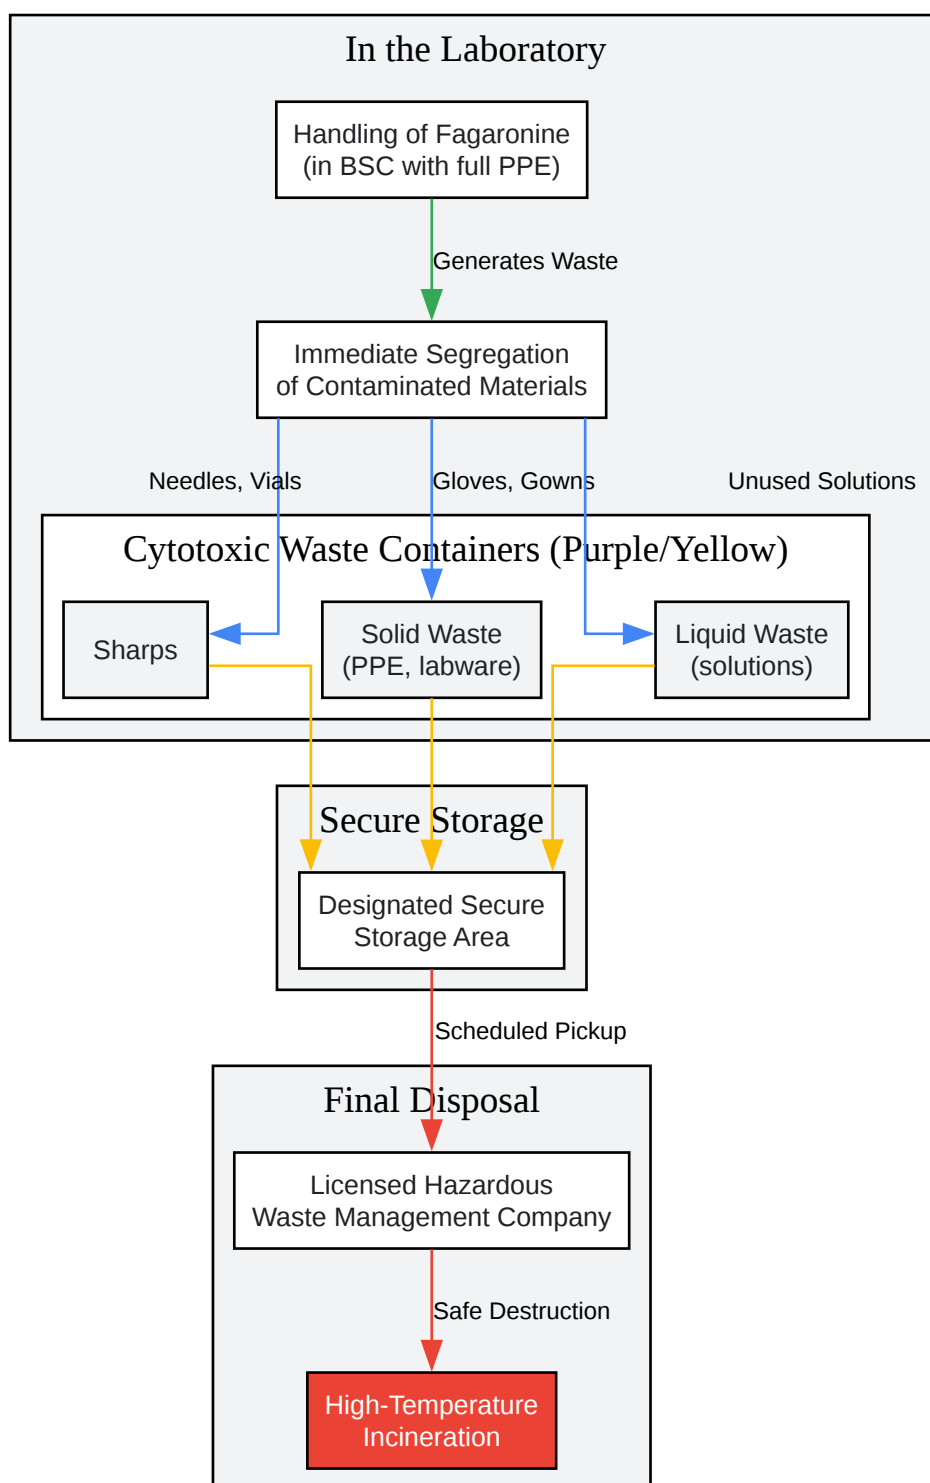 In the Laboratory
Handling of Fagaronine
(in BSC with full PPE)
Generates Waste
Immediate Segregation
of Contaminated Materials
Needles, Vials
Gloves, Gowns
Unused Solutions
Cytotoxic Waste Containers (Purple/Yellow)
Sharps
Solid Waste
(PPE, labware)
Liquid Waste
(solutions)
Secure Storage
Designated Secure
Storage Area
Scheduled Pickup
Final Disposal
Licensed Hazardous
Waste Management Company
Safe Destruction
High-Temperature
Incineration